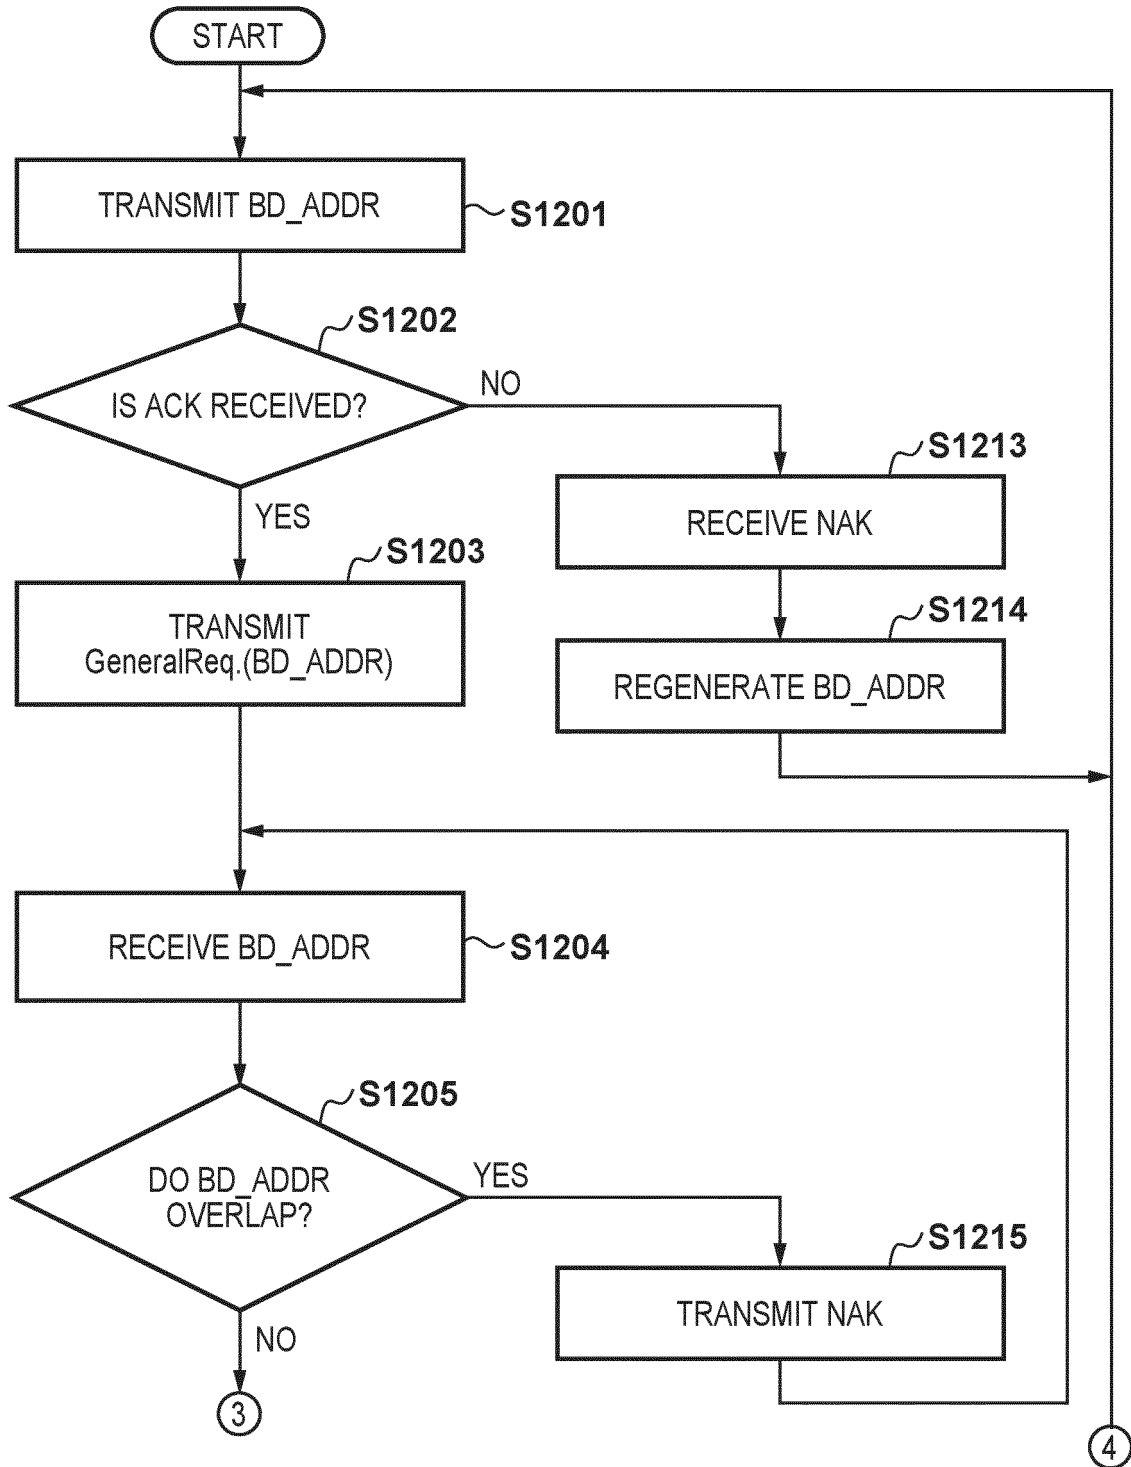 START
TRANSMIT BD_ADDR
S1201
S1202
IS ACK RECEIVED?
NO
YES
S1213
RECEIVE NAK
S1203
TRANSMIT
GeneralReq.(BD_ADDR)
S1214
REGENERATE BD_ADDR
RECEIVE BD_ADDR
S1204
S1205
DO BD_ADDR
OVERLAP?
YES
NO
S1215
TRANSMIT NAK
3
4